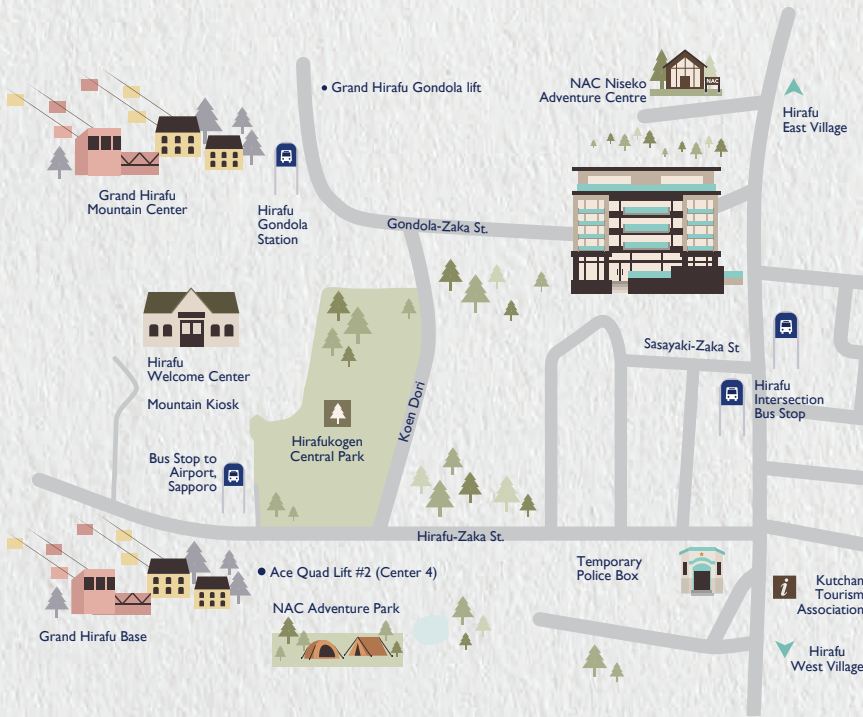 Grand Hirafu Gondola lift
NAC Niseko
Adventure Centre
NAC
Hirafu
East Village
Grand Hirafu
Mountain Center
Hirafu
Gondola
Station
Gondola-Zaka St.
Hirafu
Welcome Center
Mountain Kiosk
Sasayaki-Zaka St
Hirafu
Intersection
Bus Stop
Koen Dori
Hirafukogen
Central Park
Bus Stop to
Airport,
Sapporo
Hirafu-Zaka St.
Ace Quad Lift #2 (Center 4)
Temporary
Police Box
i
Kutchan
Tourism
Association
NAC Adventure Park
Grand Hirafu Base
Hirafu
West Village